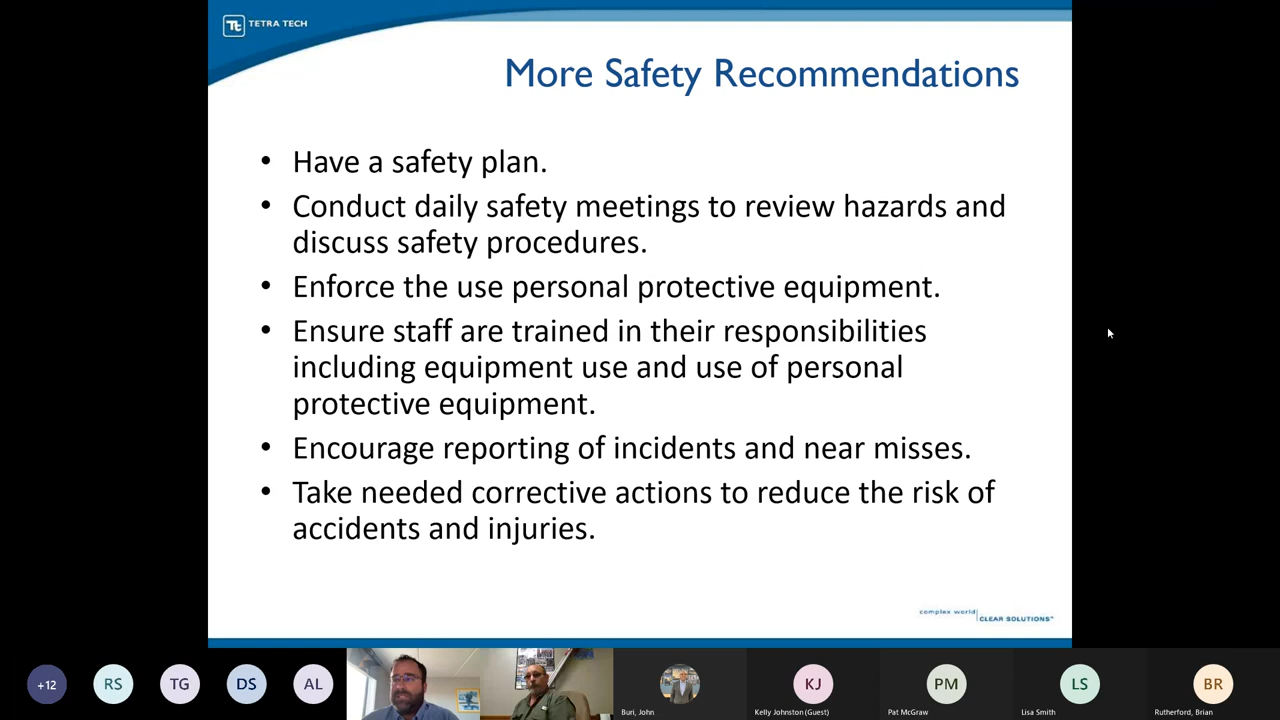 TETRA TECH
More Safety Recommendations
• Have a safety plan.
• Conduct daily safety meetings to review hazards and
discuss safety procedures.
• Enforce the use personal protective equipment.
• Ensure staff are trained in their responsibilities
including equipment use and use of personal
protective equipment.
• Encourage reporting of incidents and near misses.
• Take needed corrective actions to reduce the risk of
accidents and injuries.
complex world
CLEAR SOLUTIONS™
+12
RS
TG
DS
AL
Buri, John
KJ
Kelly Johnston (Guest)
PM
Pat McGraw
LS
Lisa Smith
BR
Rutherford, Brian